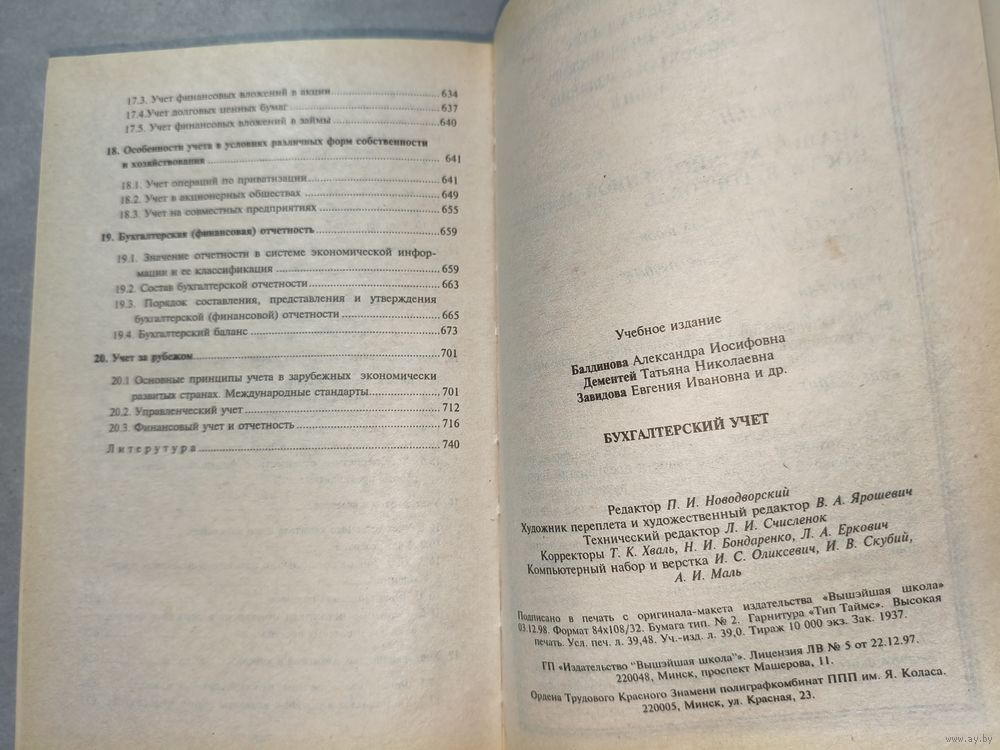 17.3. Учет финансовых вложений в акции ........ 634
17.4.Учет долговых ценных бумаг ........ 637
17.5. Учет финансовых вложений в займы ........ 640
18. Особенности учета в условиях различных форм собственности
и хозяйствования ........ 641
18.1. Учет операций по приватизации ........ 641
18.2. Учет в акционерных обществах ........ 649
18.3. Учет на совместных предприятиях ........ 655
19. Бухгалтерская (финансовая) отчетность ........ 659
19.1. Значение отчетности в системе экономической инфор-
мации и ее классификация ........ 659
19.2. Состав бухгалтерской отчетности ........ 663
19.3. Порядок составления, представления и утверждения
бухгалтерской (финансовой) отчетности ........ 665
19.4. Бухгалтерский баланс ........ 673
20. Учет за рубежом ........ 701
20.1 Основные принципы учета в зарубежных экономически
развитых странах. Международные стандарты ........ 701
20.2. Управленческий учет ........ 712
20.3. Финансовый учет и отчетность ........ 716
Литерутура ........ 740
Учебное издание
Балдинова Александра Иосифовна
Дементей Татьяна Николаевна
Завидова Евгения Ивановна и др.
БУХГАЛТЕРСКИЙ УЧЕТ
Редактор П. И. Новодворский
Художник переплета и художественный редактор В. А. Ярошевич
Технический редактор Л. И. Счисленок
Корректоры Т. К. Хваль, Н. И. Бондаренко, Л. А. Еркович
Компьютерный набор и верстка И. С. Оликсевич, И. В. Скубий,
А. И. Маль
Подписано в печать с оригинала-макета издательства «Вышэйшая школа»
03.12.98. Формат 84х108/32. Бумага тип. № 2. Гарнитура «Тип Таймс». Высокая
печать. Усл. печ. л. 39,48. Уч.-изд. л. 39,0. Тираж 10 000 экз. Зак. 1937.
ГП «Издательство "Вышэйшая школа"». Лицензия ЛВ № 5 от 22.12.97.
220048, Минск, проспект Машерова, 11.
Ордена Трудового Красного Знамени полиграфкомбинат ППП им. Я. Коласа.
220005, Минск, ул. Красная, 23.
www.ay.by